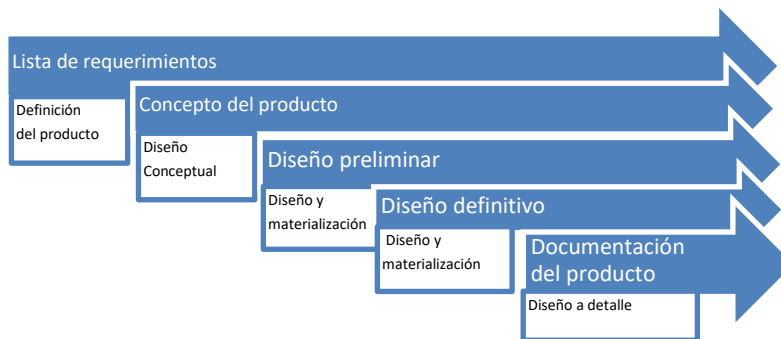 Lista de requerimientos
Definición
del producto
Concepto del producto
Diseño
Conceptual
Diseño preliminar
Diseño y
materialización
Diseño definitivo
Diseño y
materialización
Documentación
del producto
Diseño a detalle